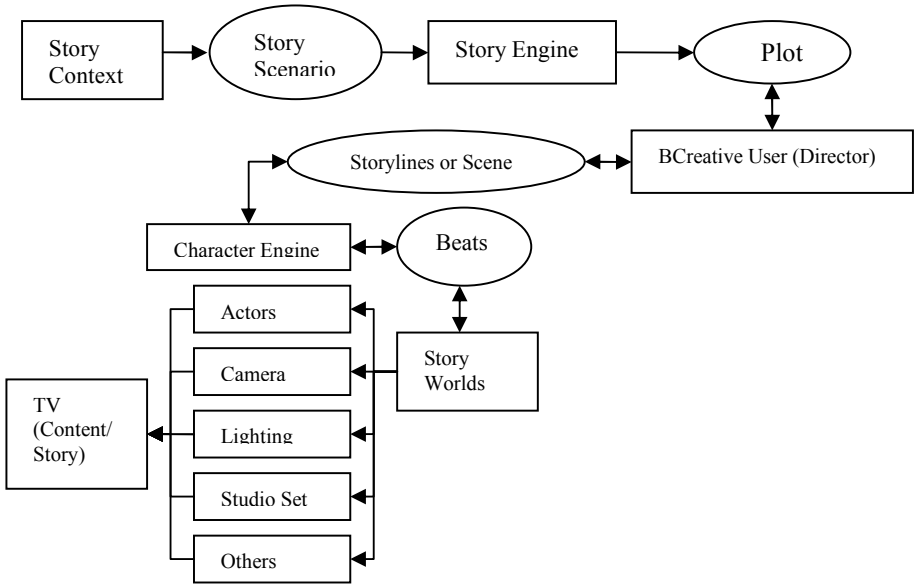 Story
Context
Story
Scenario
Story Engine
Plot
BCreative User (Director)
Storylines or Scene
Character Engine
Beats
Actors
Camera
Lighting
Studio Set
Others
Story
Worlds
TV
(Content/
Story)